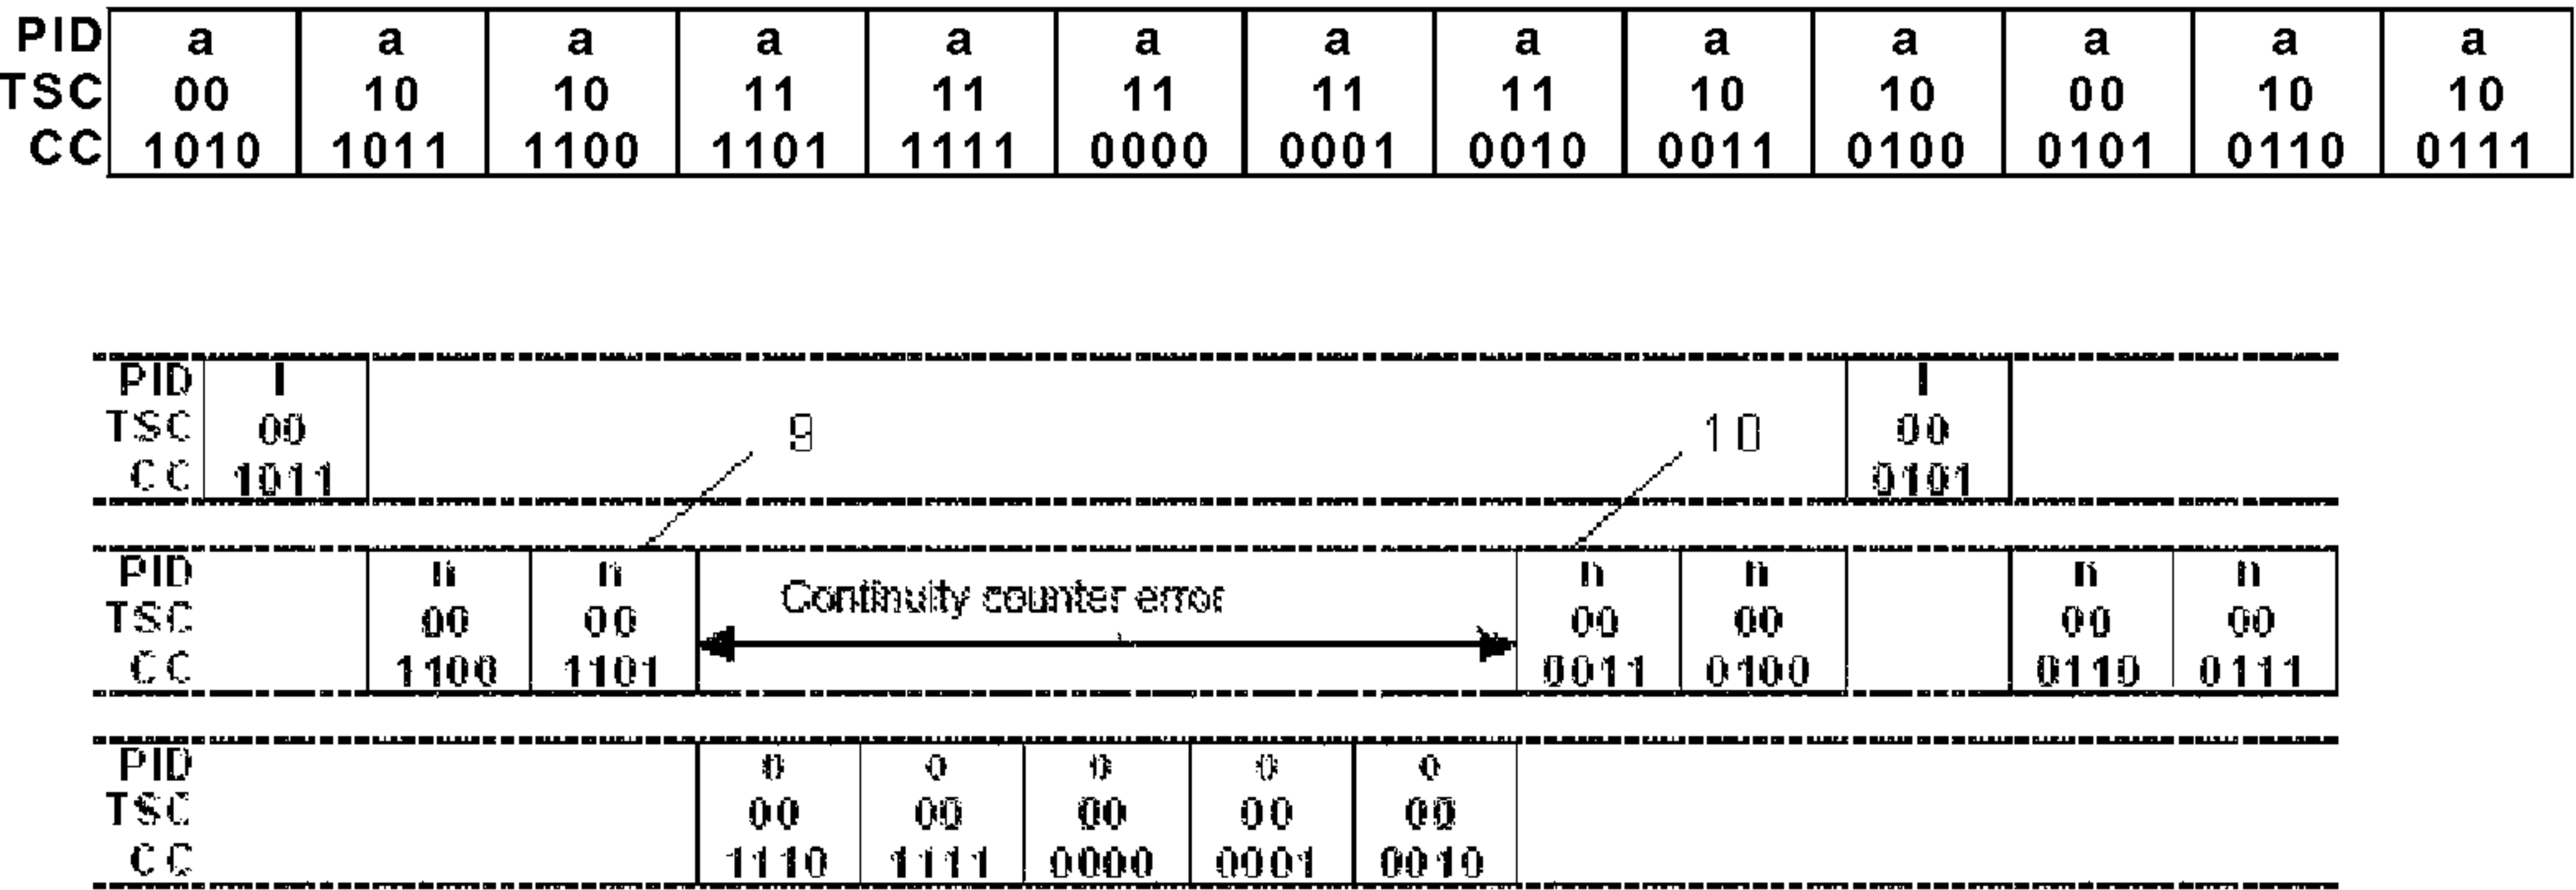 PID a a a a a a a a a a a a a
TSC 00 10 10 11 11 11 11 11 10 10 00 10 10
CC 1010 1011 1100 1101 1111 0000 0001 0010 0011 0100 0101 0110 0111
PID l l
TSC 00 9 10 00
CC 1011 0101
PID n n n n n n
Continuity counter error
TSC 00 00 00 00 00 00
CC 1100 1101 0011 0100 0110 0111
PID o o o o o
TSC 00 00 00 00 00
CC 1110 1111 0000 0001 0010